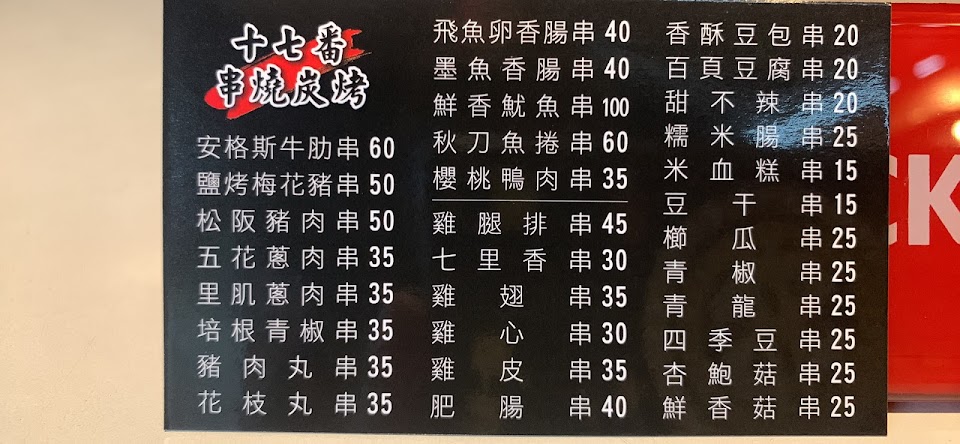 十七番
串燒炭烤
安格斯牛肋串 60
鹽烤梅花豬串 50
松阪豬肉串 50
五花蔥肉串 35
里肌蔥肉串 35
培根青椒串 35
豬肉丸串 35
花枝丸串 35
飛魚卵香腸串 40
墨魚香腸串 40
鮮香魷魚串 100
秋刀魚捲串 60
櫻桃鴨肉串 35
雞腿排串 45
七里香串 30
雞翅串 35
雞心串 30
雞皮串 35
肥腸串 40
香酥豆包串 20
百頁豆腐串 20
甜不辣串 20
糯米腸串 25
米血糕串 15
豆干串 15
櫛瓜串 25
青椒串 25
青龍串 25
四季豆串 25
杏鮑菇串 25
鮮香菇串 25
CK